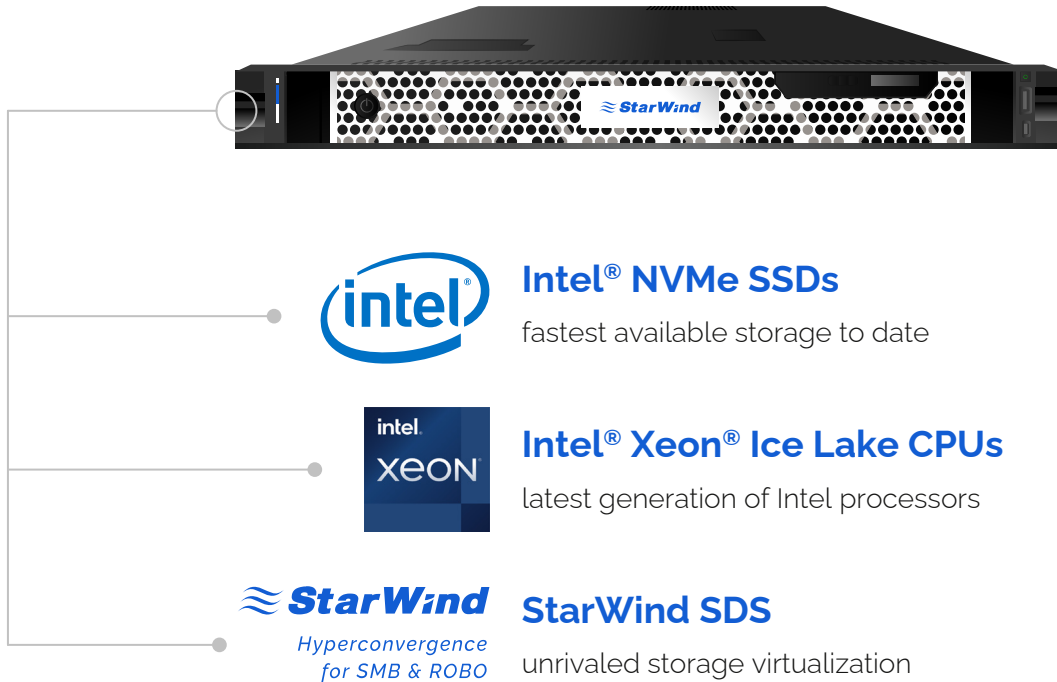 StarWind
intel®
Intel® NVMe SSDs
fastest available storage to date
intel.
xeon®
Intel® Xeon® Ice Lake CPUs
latest generation of Intel processors
StarWind
Hyperconvergence
for SMB & ROBO
StarWind SDS
unrivaled storage virtualization